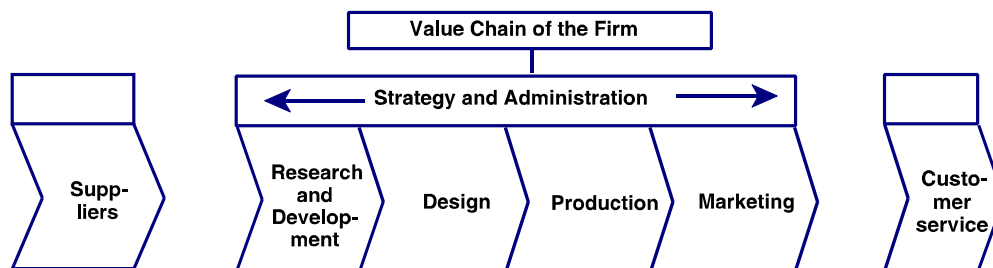 Value Chain of the Firm
Strategy and Administration
Supp-
liers
Research
and
Develop-
ment
Design
Production
Marketing
Custo-
mer
service